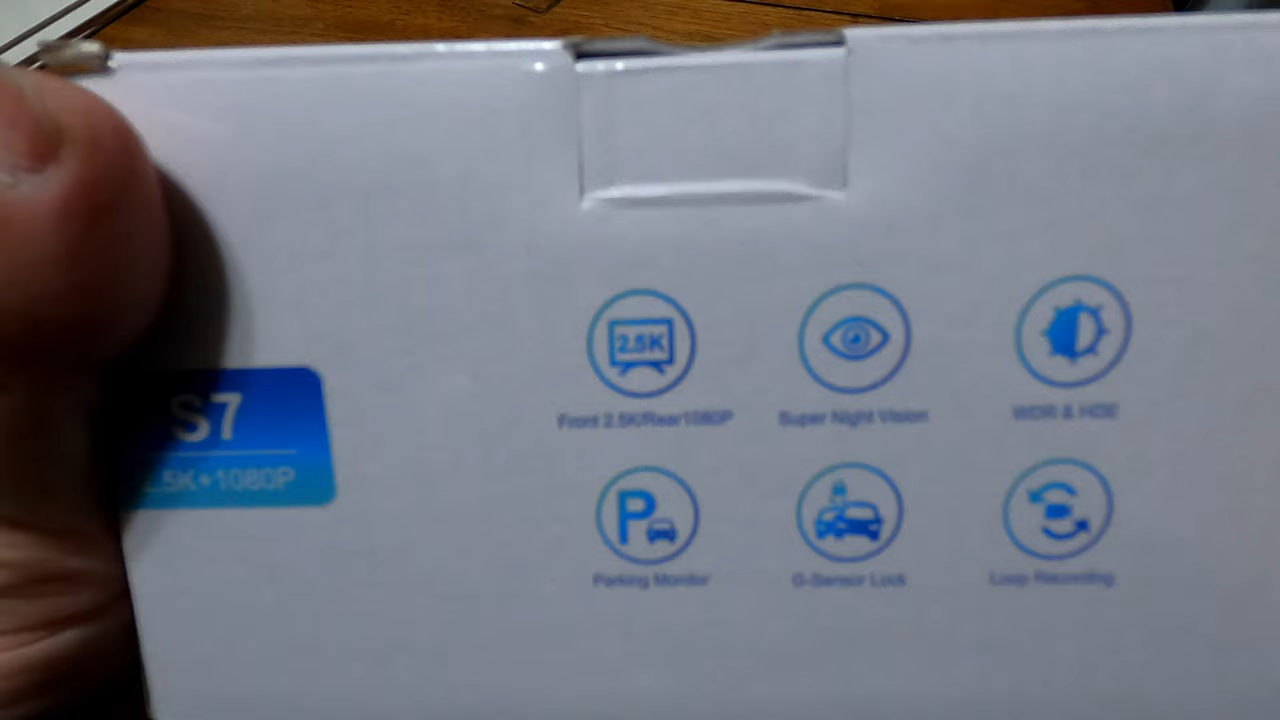 S7
.5K+1080P
2.5K
Front 2.5K/Rear1080P
Super Night Vision
WDR & HDR
P
Parking Monitor
G-Sensor Lock
Loop Recording